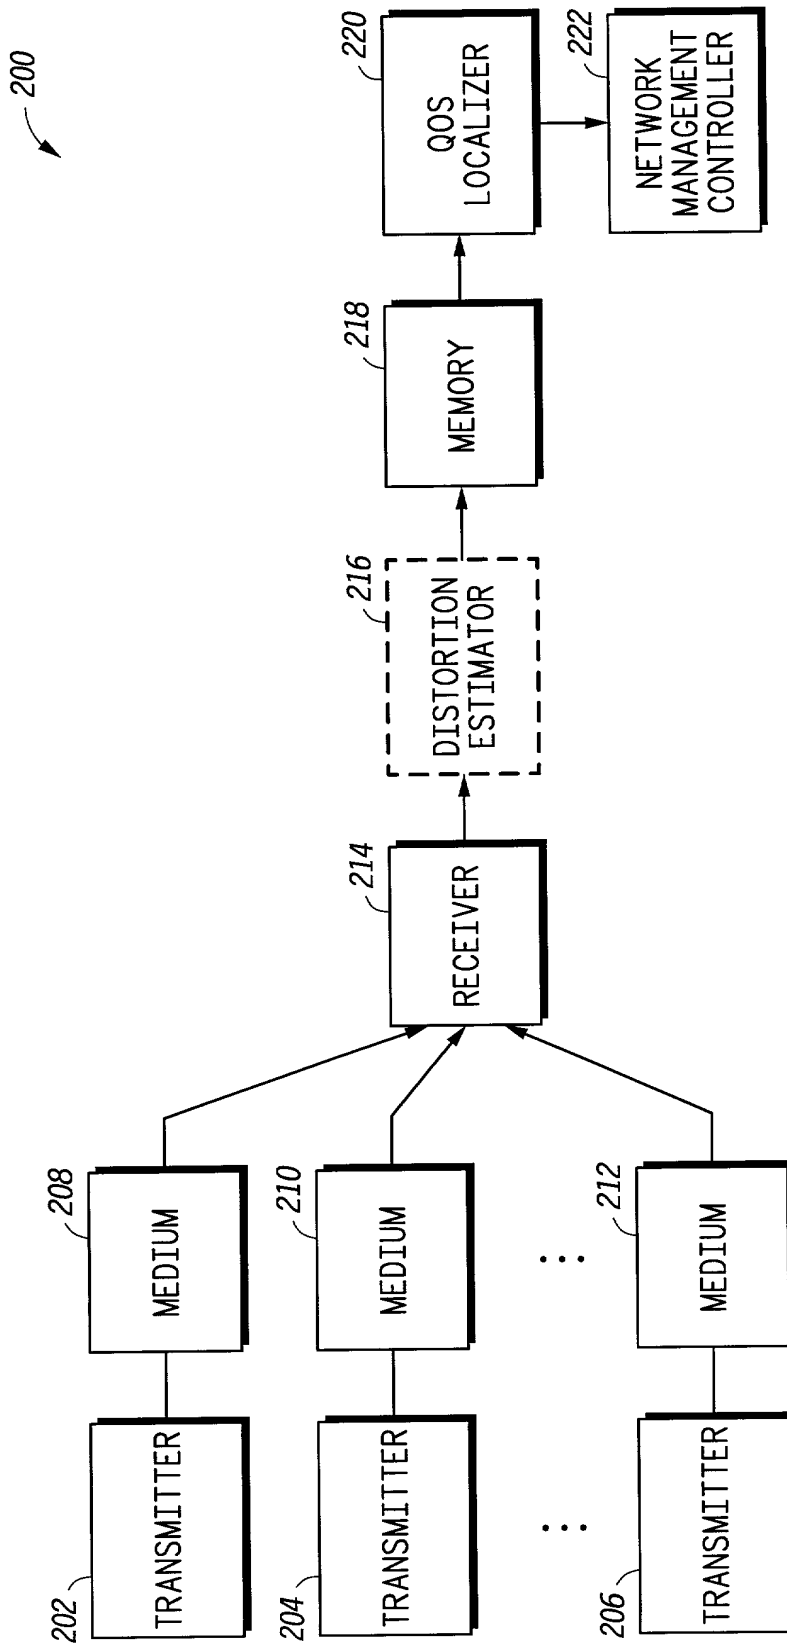 200
202
TRANSMITTER
208
MEDIUM
204
TRANSMITTER
210
MEDIUM
...
...
206
TRANSMITTER
212
MEDIUM
214
RECEIVER
216
DISTORTION
ESTIMATOR
218
MEMORY
220
QOS
LOCALIZER
222
NETWORK
MANAGEMENT
CONTROLLER